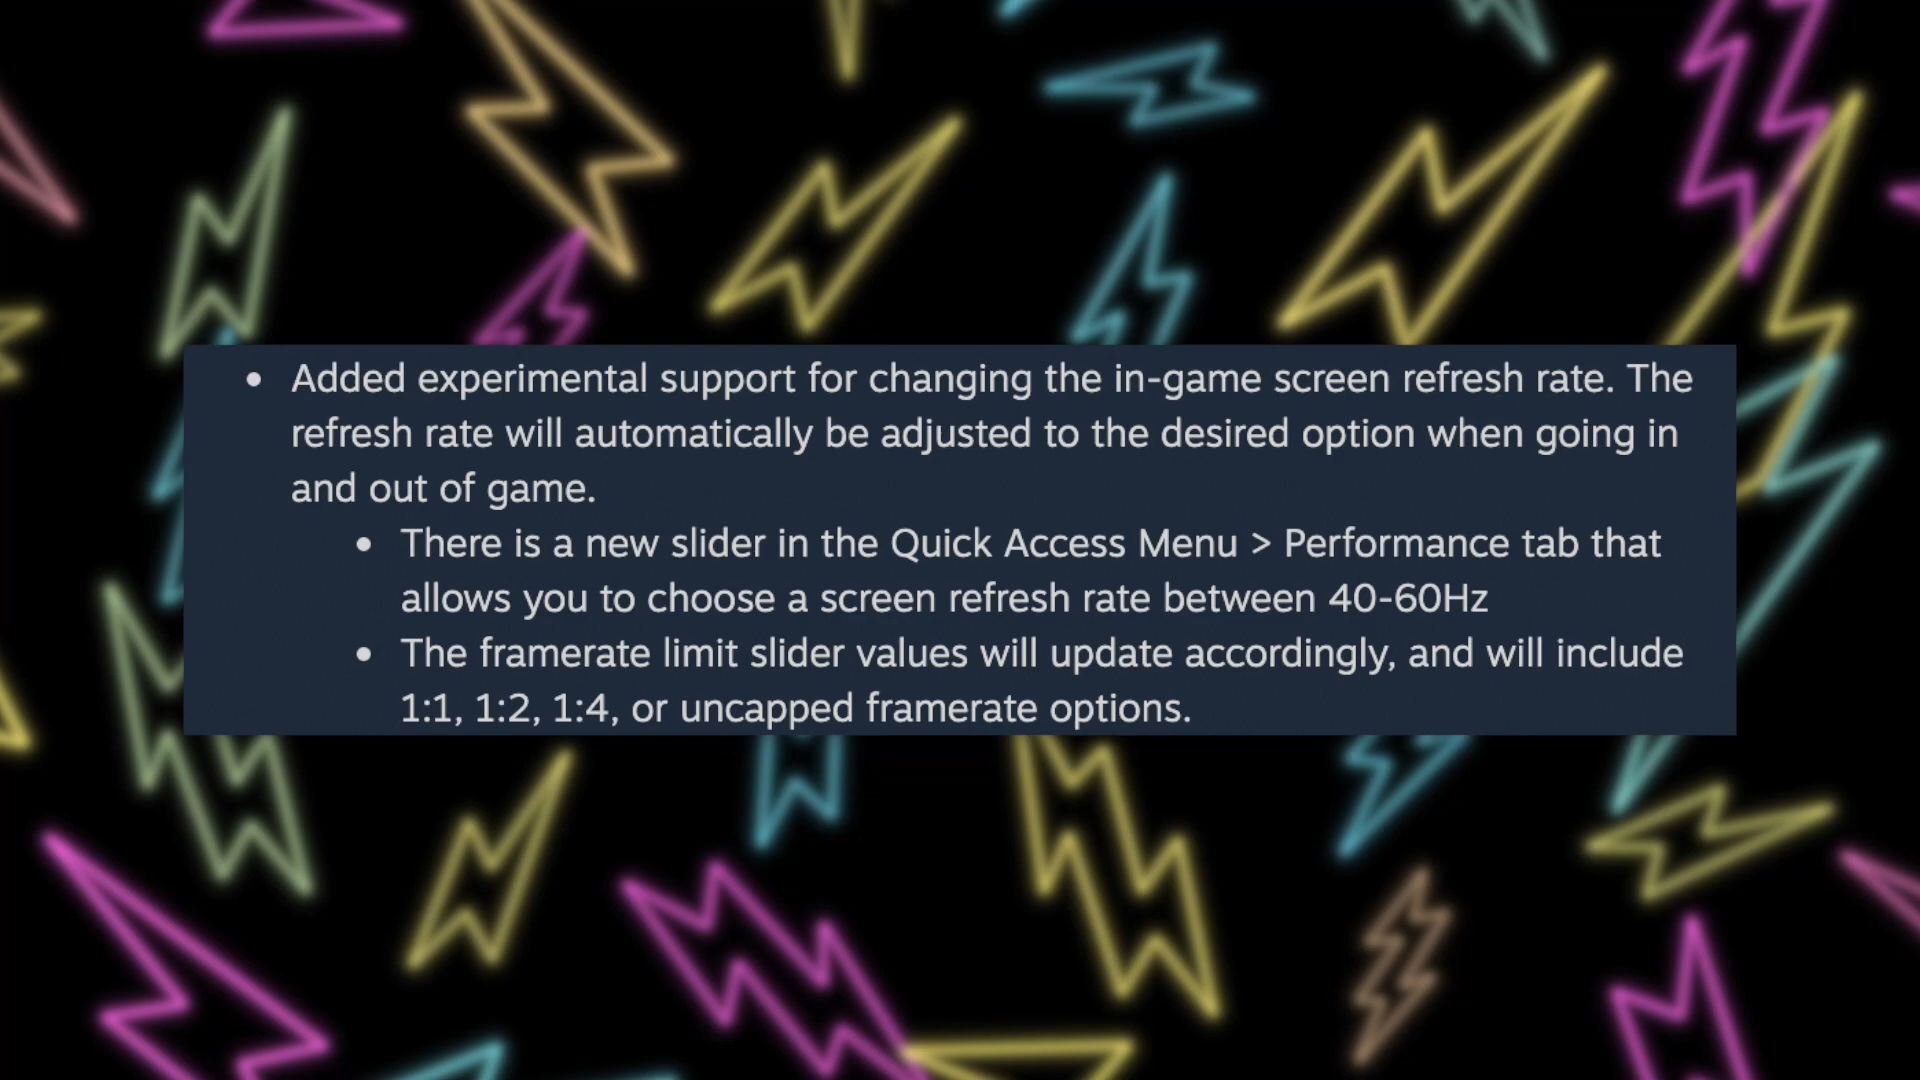 • Added experimental support for changing the in-game screen refresh rate. The
refresh rate will automatically be adjusted to the desired option when going in
and out of game.
• There is a new slider in the Quick Access Menu > Performance tab that
allows you to choose a screen refresh rate between 40-60Hz
• The framerate limit slider values will update accordingly, and will include
1:1, 1:2, 1:4, or uncapped framerate options.